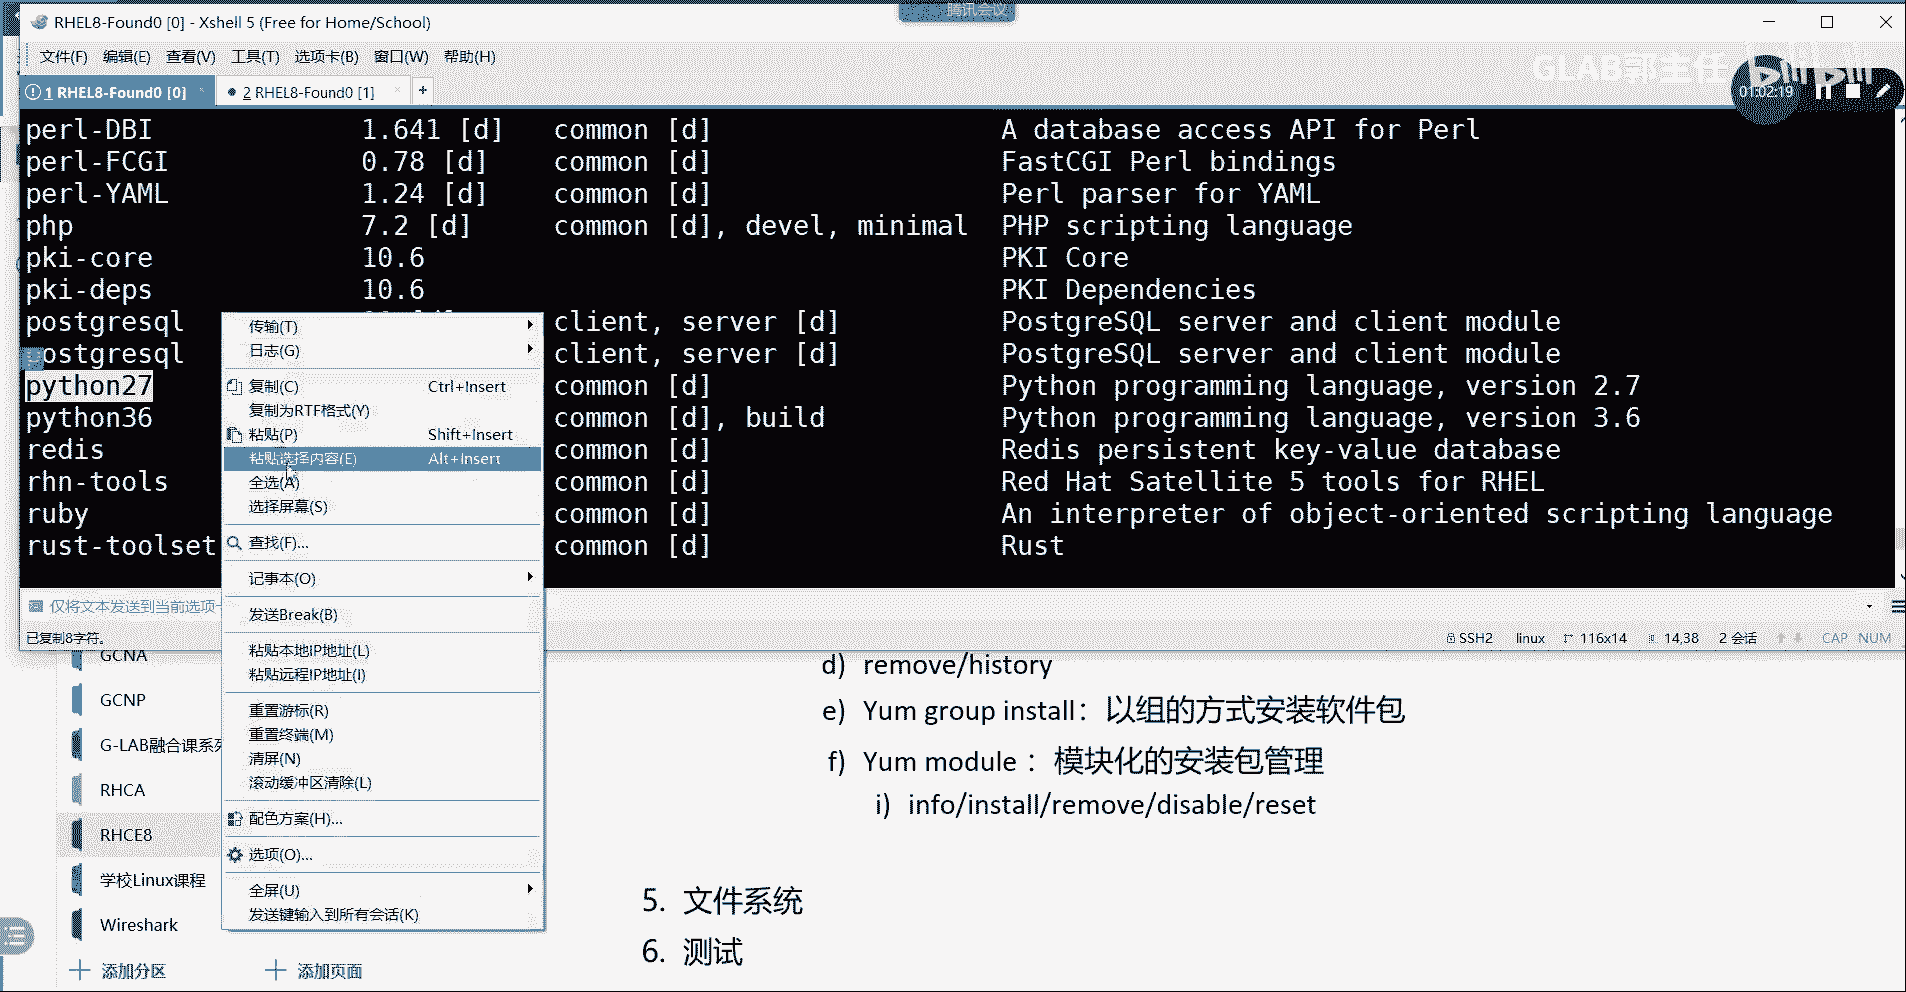 腾讯会议
RHEL8-Found0 [0] - Xshell 5 (Free for Home/School)
文件(F) 编辑(E) 查看(V) 工具(T) 选项卡(B) 窗口(W) 帮助(H)
GLAB郭主任 bilibili
01:02:19
1 RHEL8-Found0 [0] × 2 RHEL8-Found0 [1] × +
perl-DBI 1.641 [d] common [d] A database access API for Perl
perl-FCGI 0.78 [d] common [d] FastCGI Perl bindings
perl-YAML 1.24 [d] common [d] Perl parser for YAML
php 7.2 [d] common [d], devel, minimal PHP scripting language
pki-core 10.6 PKI Core
pki-deps 10.6 PKI Dependencies
postgresql client, server [d] PostgreSQL server and client module
postgresql client, server [d] PostgreSQL server and client module
python27 common [d] Python programming language, version 2.7
python36 common [d], build Python programming language, version 3.6
redis common [d] Redis persistent key-value database
rhn-tools common [d] Red Hat Satellite 5 tools for RHEL
ruby common [d] An interpreter of object-oriented scripting language
rust-toolset common [d] Rust
传输(T)
日志(G)
复制(C) Ctrl+Insert
复制为RTF格式(Y)
粘贴(P) Shift+Insert
粘贴选择内容(E) Alt+Insert
全选(A)
选择屏幕(S)
查找(F)...
记事本(O)
发送Break(B)
粘贴本地IP地址(L)
粘贴远程IP地址(I)
重置游标(R)
重置终端(M)
清屏(N)
滚动缓冲区清除(L)
配色方案(H)...
选项(O)...
全屏(U)
发送键输入到所有会话(K)
仅将文本发送到当前选项
已复制8字符。
SSH2 linux 116x14 14,38 2 会话 CAP NUM
GCNA
GCNP
G-LAB融合课系列
RHCA
RHCE8
学校Linux课程
Wireshark
添加分区 添加页面
d) remove/history
e) Yum group install：以组的方式安装软件包
f) Yum module ：模块化的安装包管理
i) info/install/remove/disable/reset
5. 文件系统
6. 测试